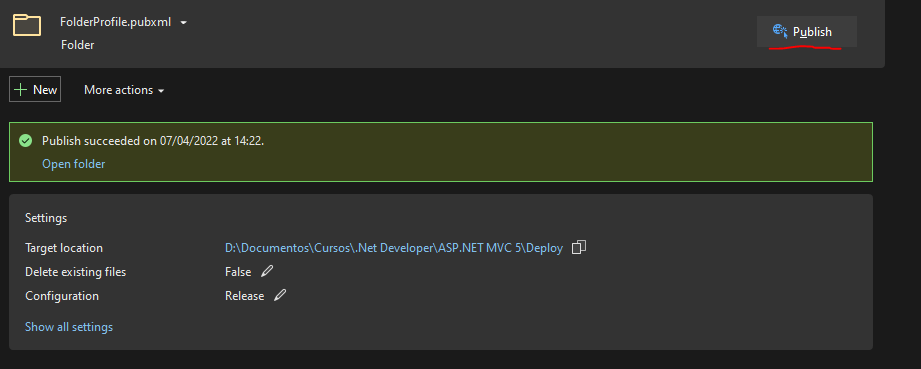 FolderProfile.pubxml
Folder
Publish
New
More actions
Publish succeeded on 07/04/2022 at 14:22.
Open folder
Settings
Target location D:\Documentos\Cursos\.Net Developer\ASP.NET MVC 5\Deploy
Delete existing files False
Configuration Release
Show all settings